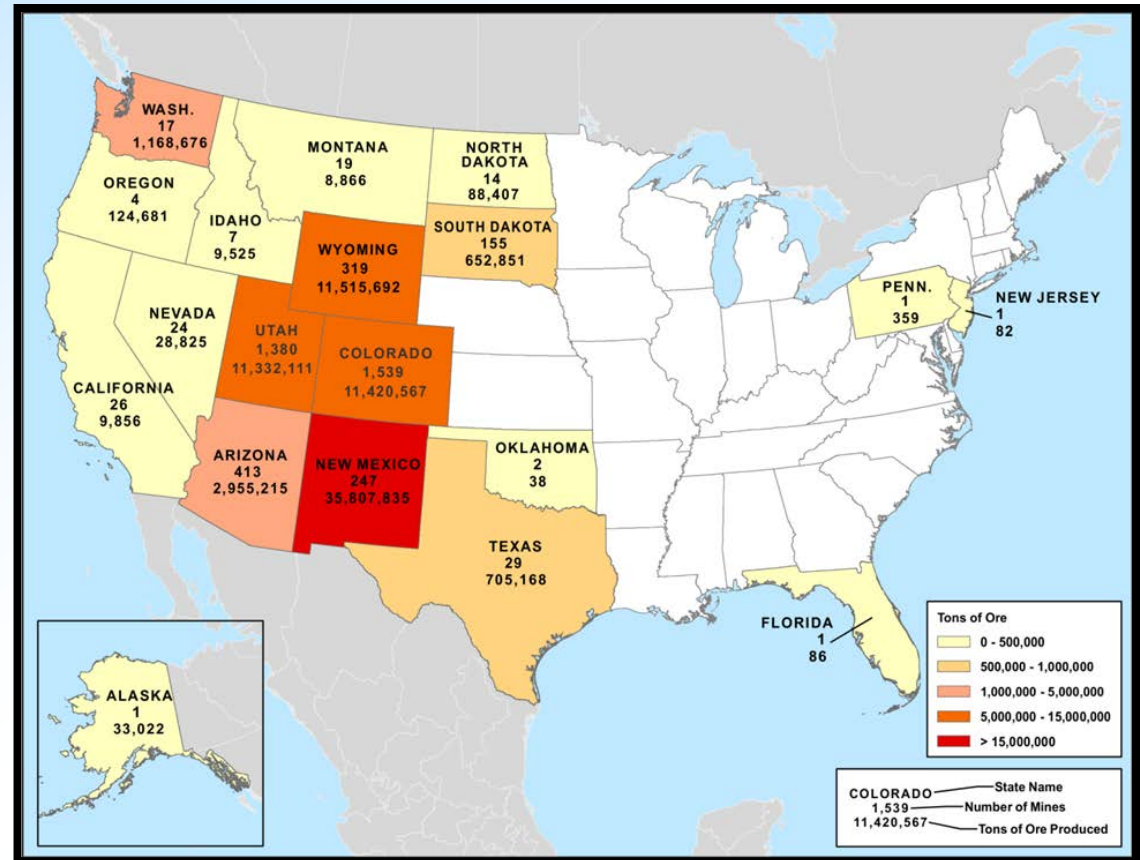 WASH.
17
1,168,676
MONTANA
19
8,866
NORTH
DAKOTA
14
88,407
OREGON
4
124,681
IDAHO
7
9,525
SOUTH DAKOTA
155
652,851
WYOMING
319
11,515,692
NEVADA
24
28,825
UTAH
1,380
11,332,111
COLORADO
1,539
11,420,567
PENN.
1
359
NEW JERSEY
1
82
CALIFORNIA
26
9,856
ARIZONA
413
2,955,215
NEW MEXICO
247
35,807,835
OKLAHOMA
2
38
TEXAS
29
705,168
FLORIDA
1
86
ALASKA
1
33,022
Tons of Ore
0 - 500,000
500,000 - 1,000,000
1,000,000 - 5,000,000
5,000,000 - 15,000,000
> 15,000,000
COLORADO State Name
1,539 Number of Mines
11,420,567 Tons of Ore Produced